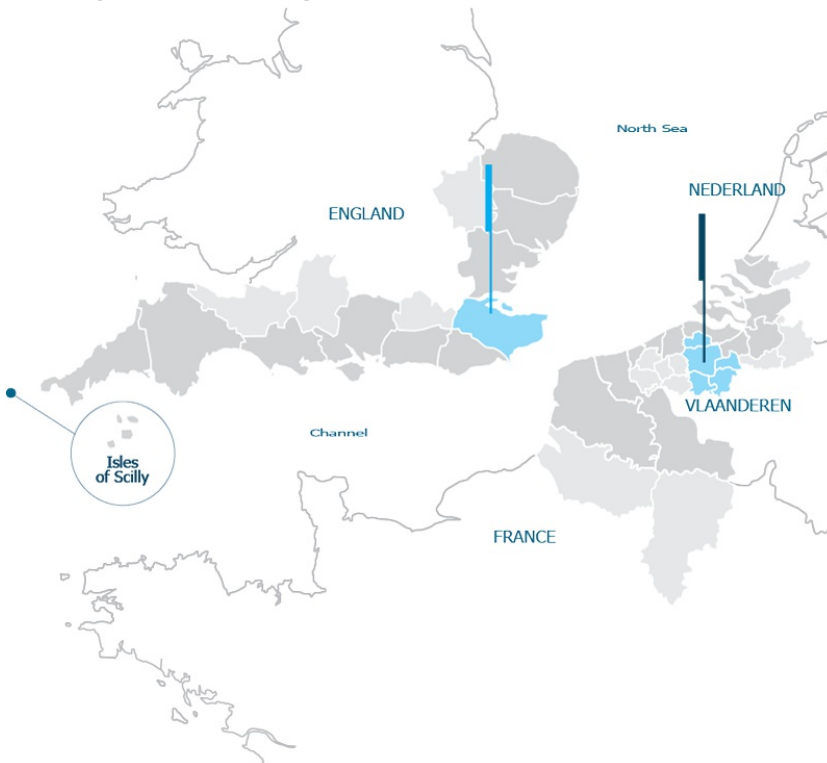 North Sea
NEDERLAND
ENGLAND
VLAANDEREN
Channel
Isles
of Scilly
FRANCE